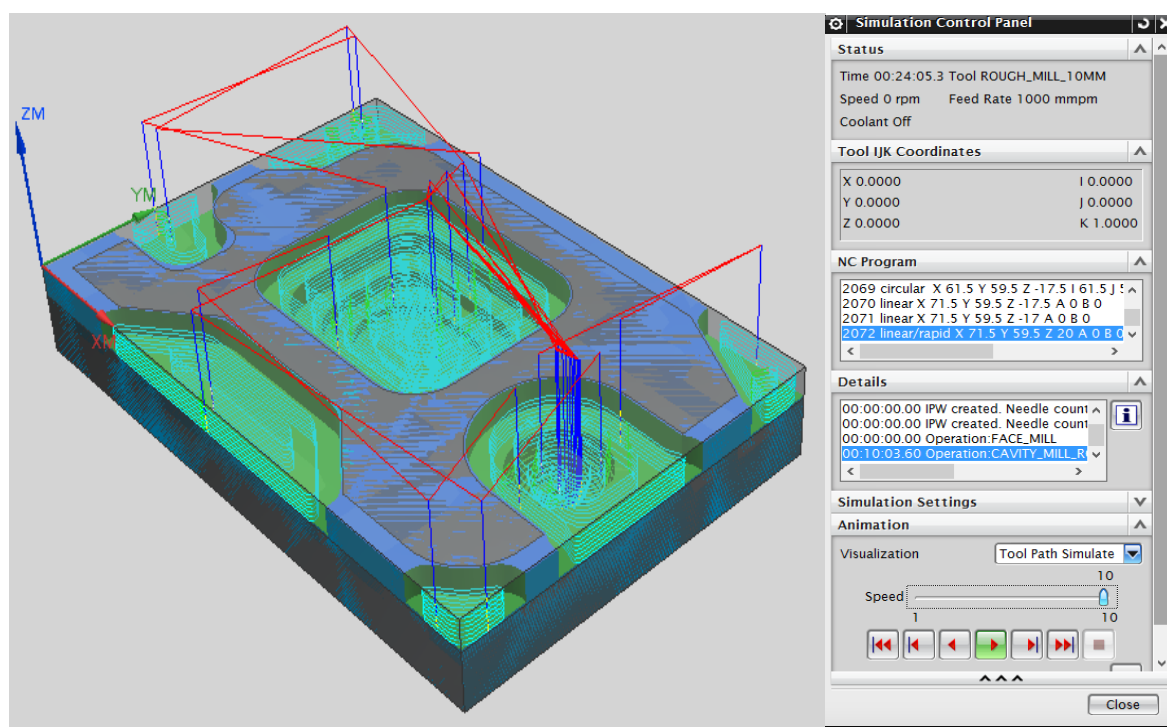 ZM
YM
XM
Simulation Control Panel
Status
Time 00:24:05.3 Tool ROUGH_MILL_10MM
Speed 0 rpm Feed Rate 1000 mmpm
Coolant Off
Tool IJK Coordinates
X 0.0000 I 0.0000
Y 0.0000 J 0.0000
Z 0.0000 K 1.0000
NC Program
2069 circular X 61.5 Y 59.5 Z -17.5 I 61.5 J
2070 linear X 71.5 Y 59.5 Z -17.5 A 0 B 0
2071 linear X 71.5 Y 59.5 Z -17 A 0 B 0
2072 linear/rapid X 71.5 Y 59.5 Z 20 A 0 B 0
Details
00:00:00.00 IPW created. Needle count
00:00:00.00 IPW created. Needle count
00:00:00.00 Operation:FACE_MILL
00:10:03.60 Operation:CAVITY_MILL_R
Simulation Settings
Animation
Visualization Tool Path Simulate
10
Speed
1 10
Close